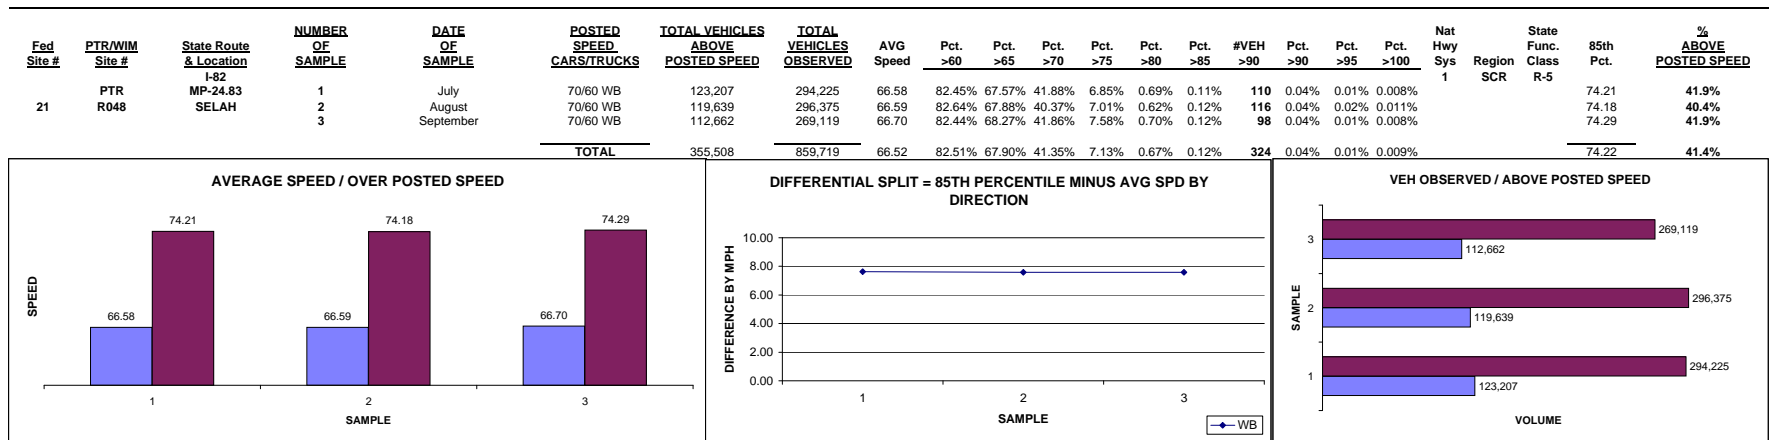 Fed Site # PTR/WIM Site # State Route & Location NUMBER OF SAMPLE DATE OF SAMPLE POSTED SPEED CARS/TRUCKS TOTAL VEHICLES ABOVE POSTED SPEED TOTAL VEHICLES OBSERVED AVG Speed Pct. >60 Pct. >65 Pct. >70 Pct. >75 Pct. >80 Pct. >85 #VEH >90 Pct. >90 Pct. >95 Pct. >100 Nat Hwy Sys Region State Func. Class 85th Pct. % ABOVE POSTED SPEED
I-82 1 SCR R-5
PTR MP-24.83 1 July 70/60 WB 123,207 294,225 66.58 82.45% 67.57% 41.88% 6.85% 0.69% 0.11% 110 0.04% 0.01% 0.008% 74.21 41.9%
21 R048 SELAH 2 August 70/60 WB 119,639 296,375 66.59 82.64% 67.88% 40.37% 7.01% 0.62% 0.12% 116 0.04% 0.02% 0.011% 74.18 40.4%
3 September 70/60 WB 112,662 269,119 66.70 82.44% 68.27% 41.86% 7.58% 0.70% 0.12% 98 0.04% 0.01% 0.008% 74.29 41.9%
TOTAL 355,508 859,719 66.52 82.51% 67.90% 41.35% 7.13% 0.67% 0.12% 324 0.04% 0.01% 0.009% 74.22 41.4%
AVERAGE SPEED / OVER POSTED SPEED
74.21 74.18 74.29
66.58 66.59 66.70
SPEED
1 2 3
SAMPLE
DIFFERENTIAL SPLIT = 85TH PERCENTILE MINUS AVG SPD BY
DIRECTION
DIFFERENCE BY MPH
10.00
8.00
6.00
4.00
2.00
0.00
1 2 3
SAMPLE
WB
VEH OBSERVED / ABOVE POSTED SPEED
SAMPLE
3 269,119
112,662
2 296,375
119,639
1 294,225
123,207
VOLUME